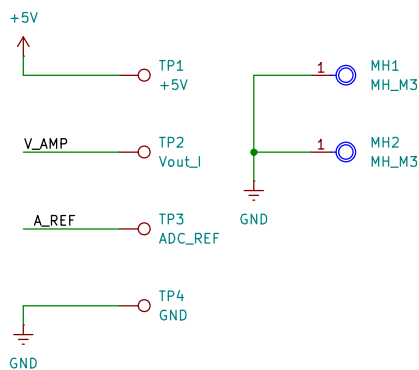 +5V
TP1
+5V
V_AMP
TP2
Vout_I
A_REF
TP3
ADC_REF
TP4
GND
GND
1
MH1
MH_M3
1
MH2
MH_M3
GND